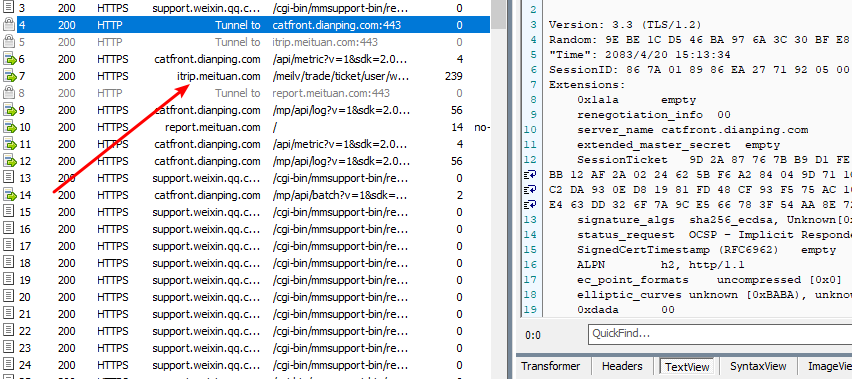 3 200 HTTPS support.weixin.qq.c... /cgi-bin/mmsupport-bin/re... 0
4 200 HTTP Tunnel to catfront.dianping.com:443 0
5 200 HTTP Tunnel to itrip.meituan.com:443 0
6 200 HTTPS catfront.dianping.com /api/metric?v=1&sdk=2.0... 4
7 200 HTTPS itrip.meituan.com /meilv/trade/ticket/user/w... 239
8 200 HTTP Tunnel to report.meituan.com:443 0
9 200 HTTPS catfront.dianping.com /mp/api/log?v=1&sdk=2.0... 56
10 200 HTTPS report.meituan.com / 14 no-
11 200 HTTPS catfront.dianping.com /api/metric?v=1&sdk=2.0... 4
12 200 HTTPS catfront.dianping.com /mp/api/log?v=1&sdk=2.0... 56
13 200 HTTPS support.weixin.qq.c... /cgi-bin/mmsupport-bin/re... 0
14 200 HTTPS catfront.dianping.com /mp/api/batch?v=1&sdk=... 2
15 200 HTTPS support.weixin.qq.c... /cgi-bin/mmsupport-bin/re... 0
16 200 HTTPS support.weixin.qq.c... /cgi-bin/mmsupport-bin/re... 0
17 200 HTTPS support.weixin.qq.c... /cgi-bin/mmsupport-bin/re... 0
18 200 HTTPS support.weixin.qq.c... /cgi-bin/mmsupport-bin/re... 0
19 200 HTTPS support.weixin.qq.c... /cgi-bin/mmsupport-bin/re... 0
20 200 HTTPS support.weixin.qq.c... /cgi-bin/mmsupport-bin/re... 0
21 200 HTTPS support.weixin.qq.c... /cgi-bin/mmsupport-bin/re... 0
22 200 HTTPS support.weixin.qq.c... /cgi-bin/mmsupport-bin/re... 0
23 200 HTTPS support.weixin.qq.c... /cgi-bin/mmsupport-bin/re... 0
24 200 HTTPS support.weixin.qq.c... /cgi-bin/mmsupport-bin/re... 0
2
3 Version: 3.3 (TLS/1.2)
4 Random: 9E BE 1C D5 46 BA 97 6A 3C 30 BF E8
5 "Time": 2083/4/20 15:13:34
6 SessionID: 86 7A 01 89 86 EA 27 71 92 05 00
7 Extensions:
8 0x1a1a empty
9 renegotiation_info 00
10 server_name catfront.dianping.com
11 extended_master_secret empty
12 SessionTicket 9D 2A 87 76 7B B9 D1 FE
BB 12 AF 2A 02 24 62 5B F6 A2 84 04 9D 71
C2 DA 93 0E D8 19 81 FD 48 CF 93 F5 75 AC
E4 63 DD 32 6F 7A 9C E5 66 78 3F 54 AA 8E
13 signature_algs sha256_ecdsa, Unknown[0x
14 status_request OCSP - Implicit Responde
15 SignedCertTimestamp (RFC6962) empty
16 ALPN h2, http/1.1
17 ec_point_formats uncompressed [0x0]
18 elliptic_curves unknown [0xBABA), unknow
19 0xdada 00
0:0 QuickFind...
Transformer Headers TextView SyntaxView ImageVie